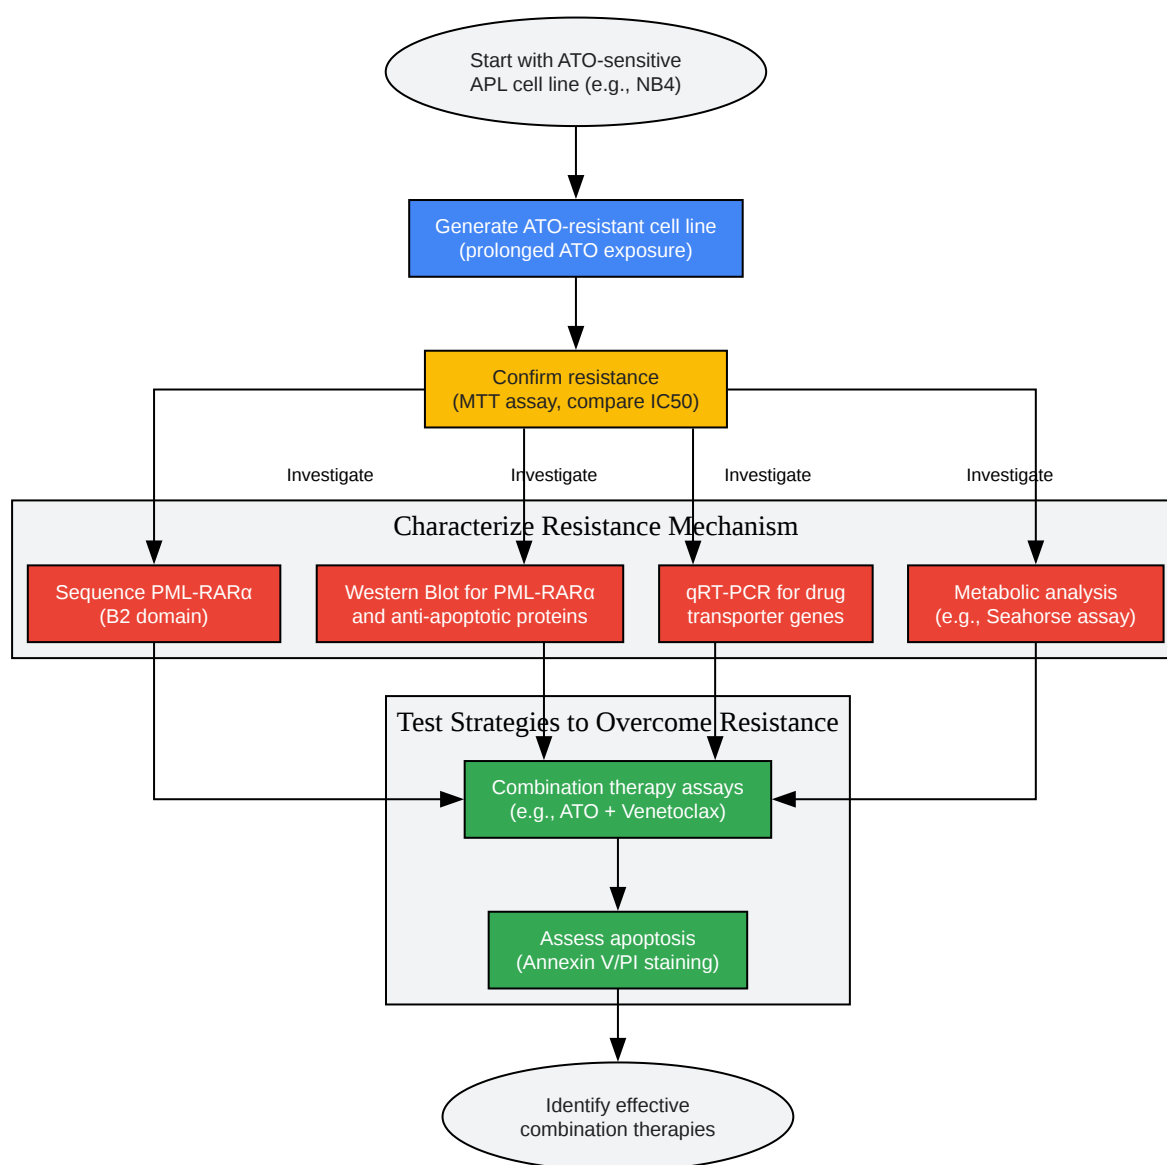 Start with ATO-sensitive
APL cell line (e.g., NB4)
Generate ATO-resistant cell line
(prolonged ATO exposure)
Confirm resistance
(MTT assay, compare IC50)
Investigate
Investigate
Investigate
Investigate
Characterize Resistance Mechanism
Sequence PML-RARα
(B2 domain)
Western Blot for PML-RARα
and anti-apoptotic proteins
qRT-PCR for drug
transporter genes
Metabolic analysis
(e.g., Seahorse assay)
Test Strategies to Overcome Resistance
Combination therapy assays
(e.g., ATO + Venetoclax)
Assess apoptosis
(Annexin V/PI staining)
Identify effective
combination therapies